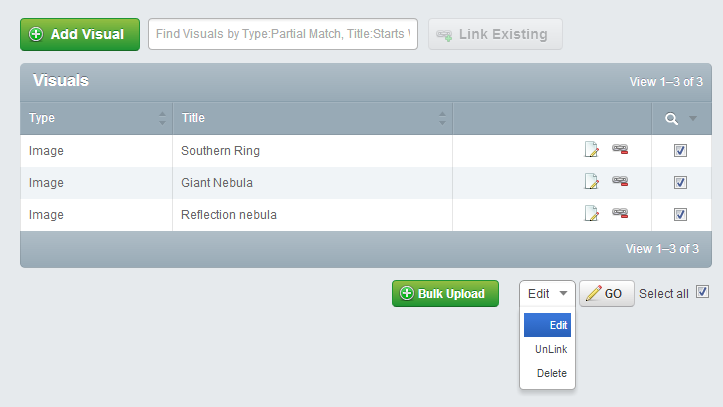 Add Visual
Find Visuals by Type:Partial Match, Title:Starts
Link Existing
Visuals
View 1–3 of 3
Type Title
Image Southern Ring
Image Giant Nebula
Image Reflection nebula
View 1–3 of 3
Bulk Upload Edit GO Select all
Edit
UnLink
Delete